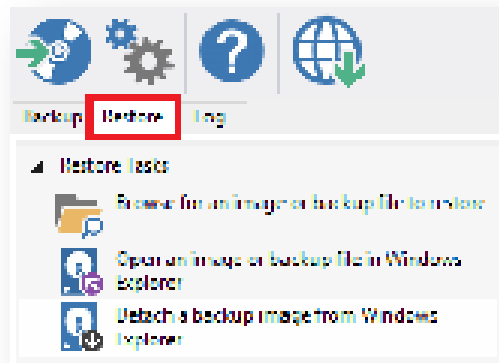 Backup Restore Log
Restore Tasks
Browse for an image or backup file to restore
Open an image or backup file in Windows
Explorer
Detach a backup image from Windows
Explorer